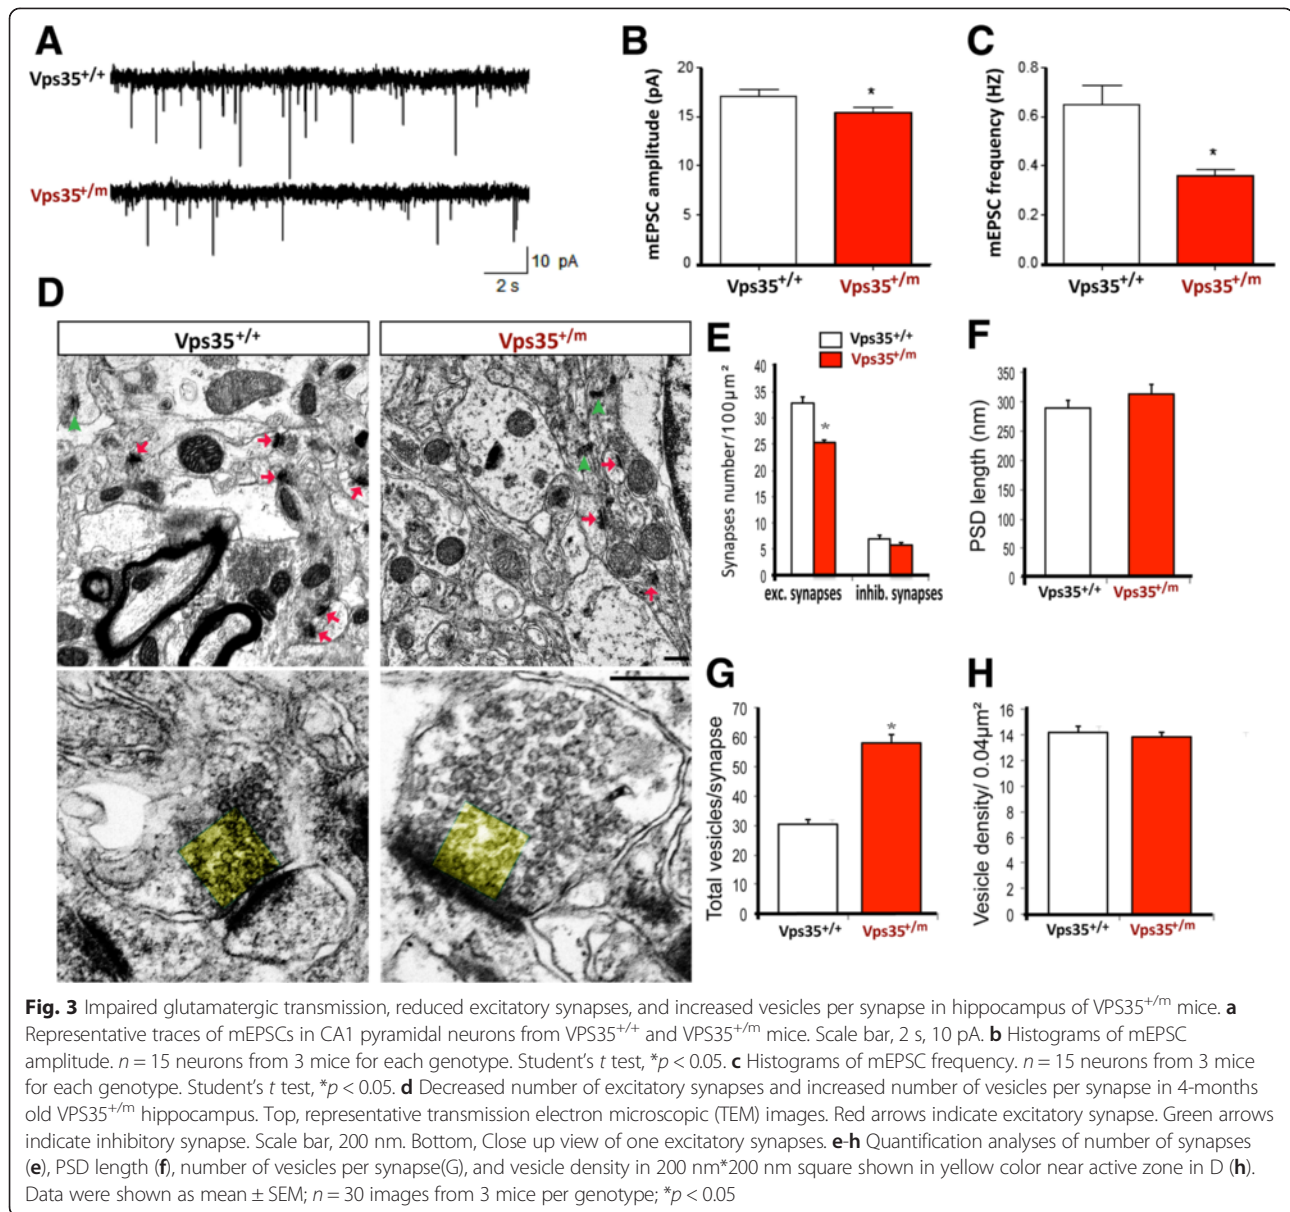 A
Vps35+/+
Vps35+/m
10 pA
2 s
B
mEPSC amplitude (pA)
20
15
10
5
0
*
Vps35+/+
Vps35+/m
C
mEPSC frequency (HZ)
0.8
0.6
0.4
0.2
0.0
*
Vps35+/+
Vps35+/m
D
Vps35+/+
Vps35+/m
E
Vps35+/+
Vps35+/m
Synapses number/100µm²
40
35
30
25
20
15
10
5
0
*
exc. synapses
inhib. synapses
F
PSD length (nm)
350
300
250
200
150
100
50
0
Vps35+/+
Vps35+/m
G
Total vesicles/synapse
70
60
50
40
30
20
10
0
*
Vps35+/+
Vps35+/m
H
Vesicle density/ 0.04µm²
16
14
12
10
8
6
4
2
0
Vps35+/+
Vps35+/m
Fig. 3 Impaired glutamatergic transmission, reduced excitatory synapses, and increased vesicles per synapse in hippocampus of VPS35+/m mice. a
Representative traces of mEPSCs in CA1 pyramidal neurons from VPS35+/+ and VPS35+/m mice. Scale bar, 2 s, 10 pA. b Histograms of mEPSC
amplitude. n = 15 neurons from 3 mice for each genotype. Student's t test, *p < 0.05. c Histograms of mEPSC frequency. n = 15 neurons from 3 mice
for each genotype. Student's t test, *p < 0.05. d Decreased number of excitatory synapses and increased number of vesicles per synapse in 4-months
old VPS35+/m hippocampus. Top, representative transmission electron microscopic (TEM) images. Red arrows indicate excitatory synapse. Green arrows
indicate inhibitory synapse. Scale bar, 200 nm. Bottom, Close up view of one excitatory synapses. e-h Quantification analyses of number of synapses
(e), PSD length (f), number of vesicles per synapse(G), and vesicle density in 200 nm*200 nm square shown in yellow color near active zone in D (h).
Data were shown as mean ± SEM; n = 30 images from 3 mice per genotype; *p < 0.05